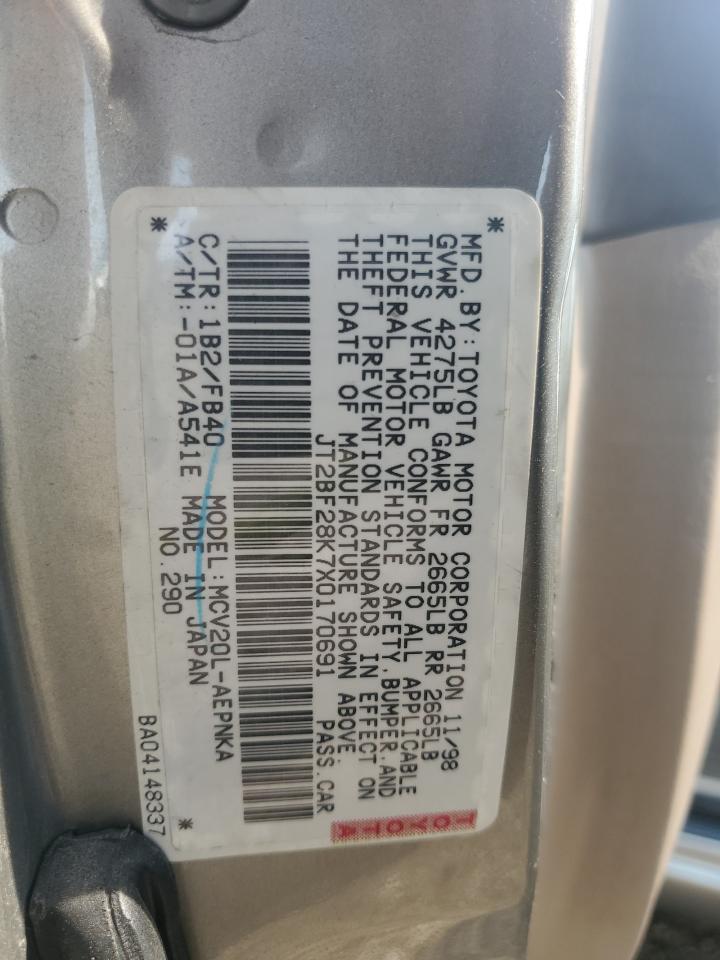 MFD. BY: TOYOTA MOTOR CORPORATION 11/98
GVWR 4275LB GAWR FR 2665LB RR 2665LB
THIS VEHICLE CONFORMS TO ALL APPLICABLE
FEDERAL MOTOR VEHICLE SAFETY, BUMPER, AND
THEFT PREVENTION STANDARDS IN EFFECT ON
THE DATE OF MANUFACTURE SHOWN ABOVE.
JT2BF28K7X0170691 PASS. CAR
C/TR: 1B2/FB40 MODEL: MCV20L-AEPNKA
A/TM: -01A/A541E MADE IN JAPAN
NO. 290
BA04148337
TOYOTA